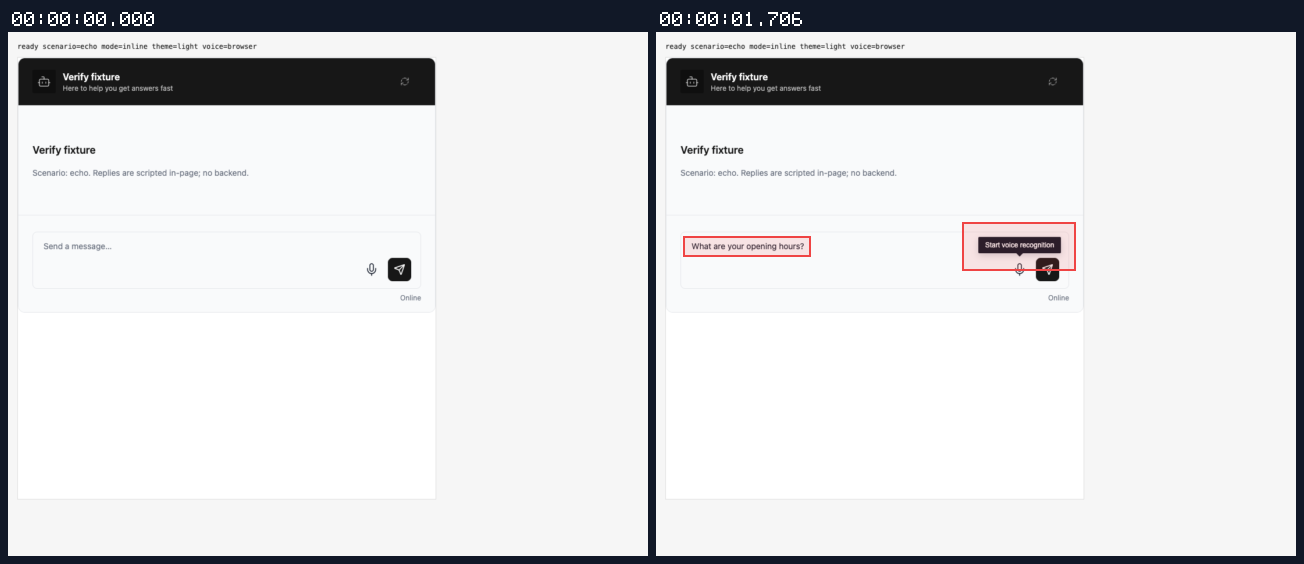 00:00:00.000
ready scenario=echo mode=inline theme=light voice=browser
Verify fixture
Here to help you get answers fast
Verify fixture
Scenario: echo. Replies are scripted in-page; no backend.
Send a message...
Online
00:00:01.706
ready scenario=echo mode=inline theme=light voice=browser
Verify fixture
Here to help you get answers fast
Verify fixture
Scenario: echo. Replies are scripted in-page; no backend.
What are your opening hours?
Start voice recognition
Online